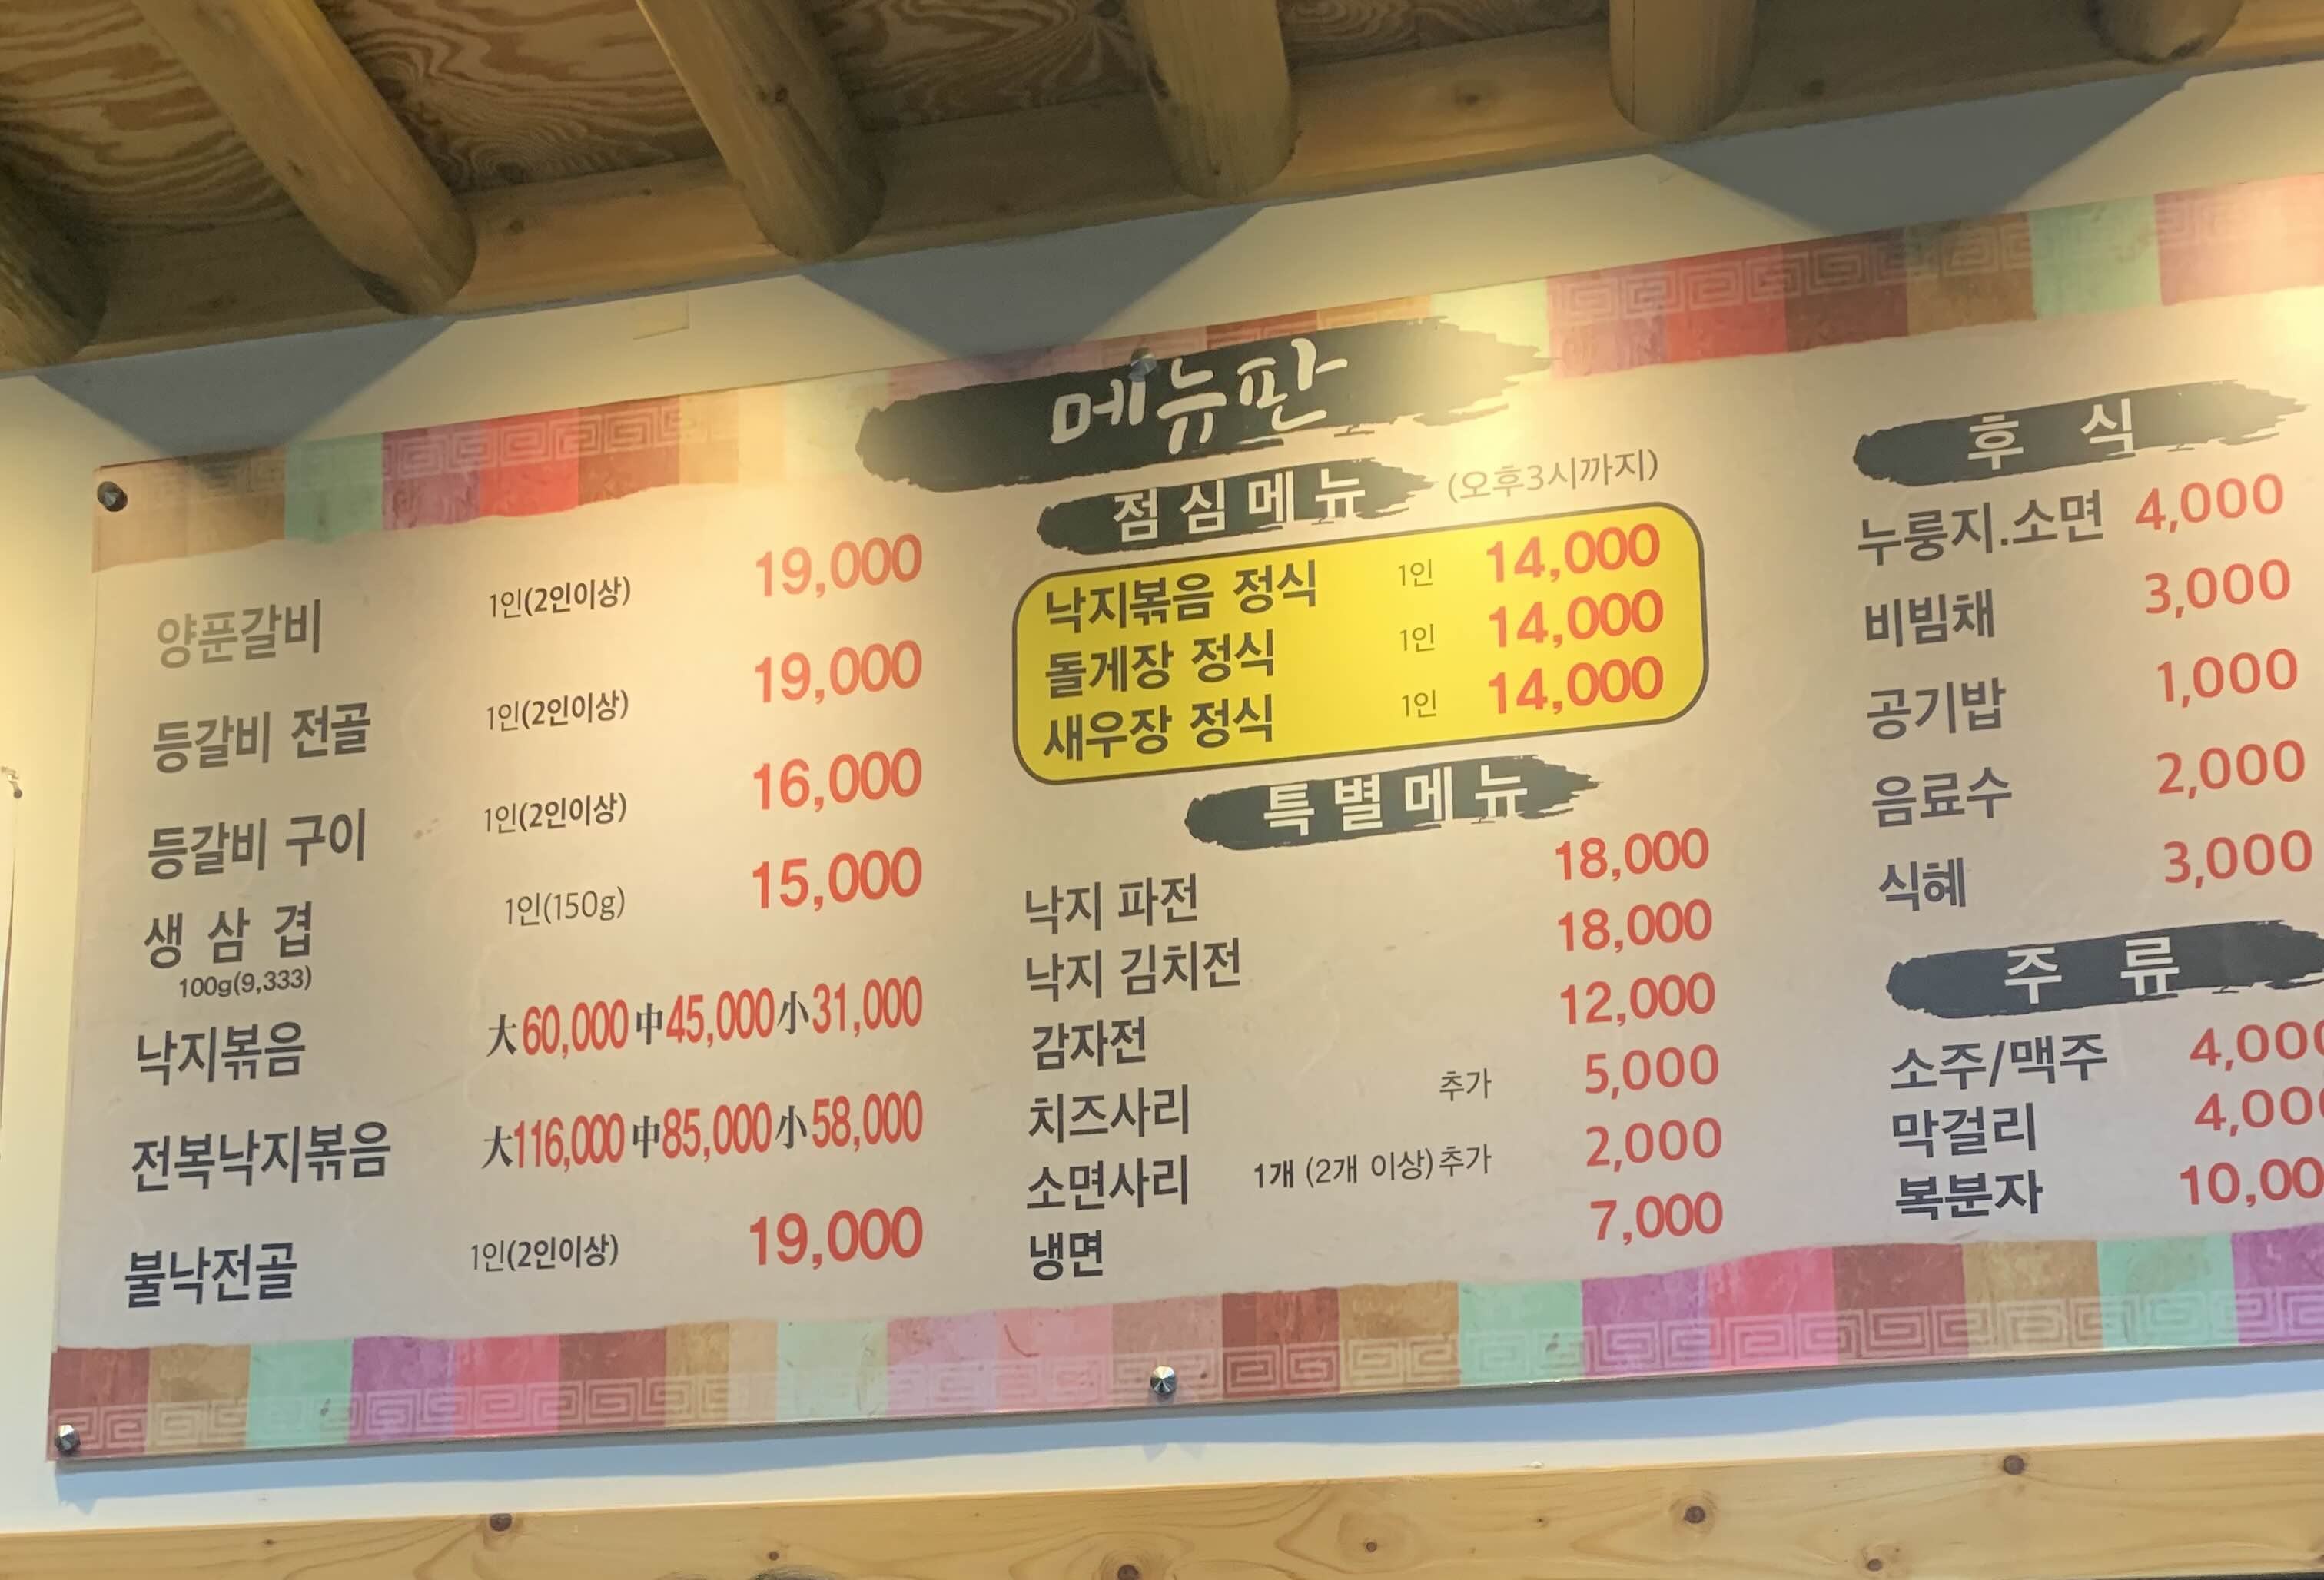 메뉴판
양푼갈비 1인(2인이상) 19,000
등갈비 전골 1인(2인이상) 19,000
등갈비 구이 1인(2인이상) 16,000
생 삼 겹 1인(150g) 15,000
100g(9,333)
낙지볶음 大60,000 中45,000 小31,000
전복낙지볶음 大116,000 中85,000 小58,000
불낙전골 1인(2인이상) 19,000
점심메뉴 (오후3시까지)
낙지볶음 정식 1인 14,000
돌게장 정식 1인 14,000
새우장 정식 1인 14,000
특별메뉴
낙지 파전 18,000
낙지 김치전 18,000
감자전 12,000
치즈사리 추가 5,000
소면사리 1개 (2개 이상)추가 2,000
냉면 7,000
후 식
누룽지.소면 4,000
비빔채 3,000
공기밥 1,000
음료수 2,000
식혜 3,000
주 류
소주/맥주 4,000
막걸리 4,00
복분자 10,00